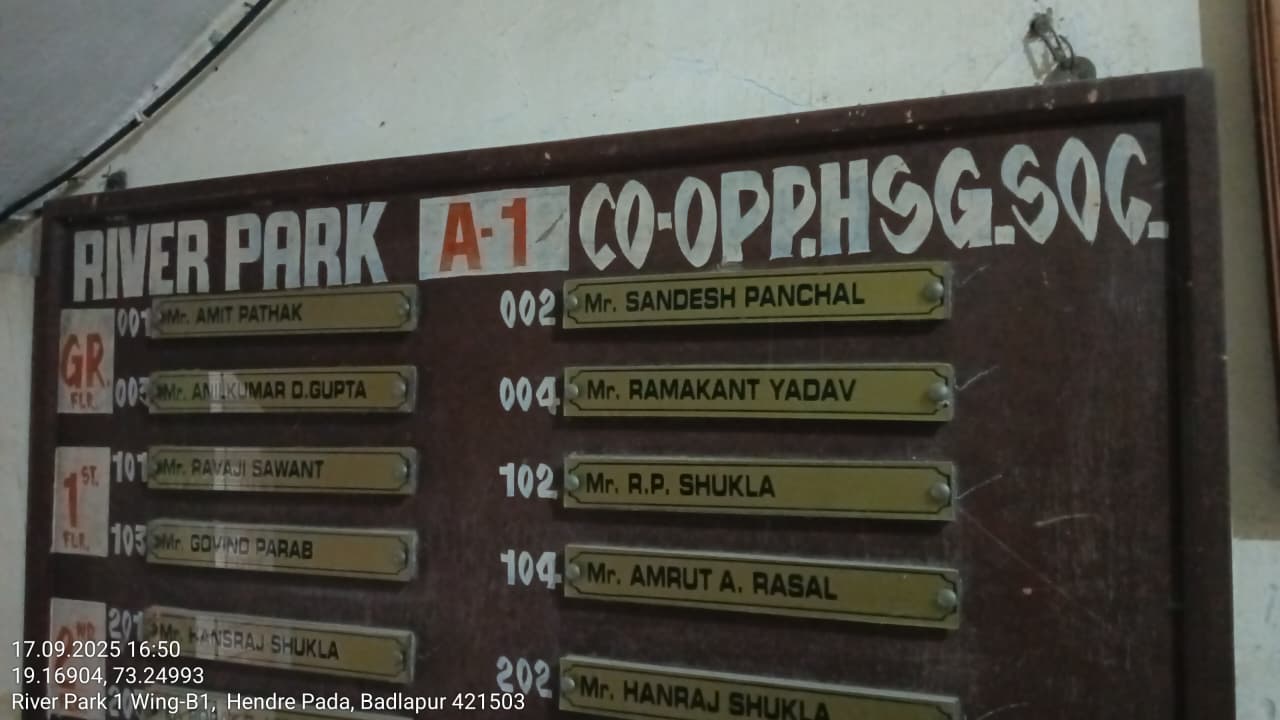 RIVER PARK A-1 CO-OPP.HSG.SOC.
GR. FLR.
001 Mr. AMIT PATHAK 002 Mr. SANDESH PANCHAL
003 Mr. ANILKUMAR D.GUPTA 004 Mr. RAMAKANT YADAV
1ST. FLR.
101 Mr. RAVAJI SAWANT 102 Mr. R.P. SHUKLA
103 Mr. GOVIND PARAB 104 Mr. AMRUT A. RASAL
2ND
201 Mr. HANSRAJ SHUKLA 202 Mr. HANRAJ SHUKLA
17.09.2025 16:50
19.16904, 73.24993
River Park 1 Wing-B1, Hendre Pada, Badlapur 421503